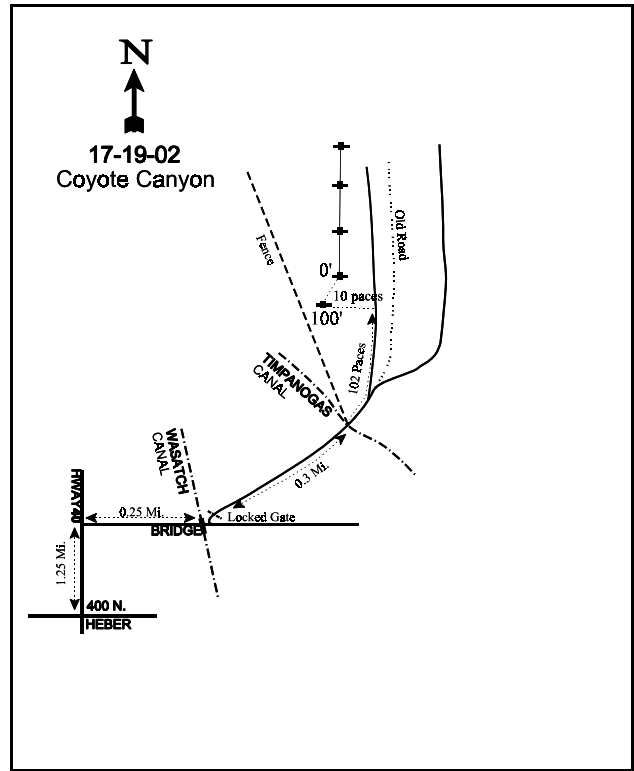 N
17-19-02
Coyote Canyon
Old Road
Fence
0'
10 paces
100'
102 Paces
TIMPANOGAS
CANAL
WASATCH
CANAL
0.3 Mi.
HWAY40
0.25 Mi.
Locked Gate
BRIDGE
1.25 Mi.
400 N.
HEBER